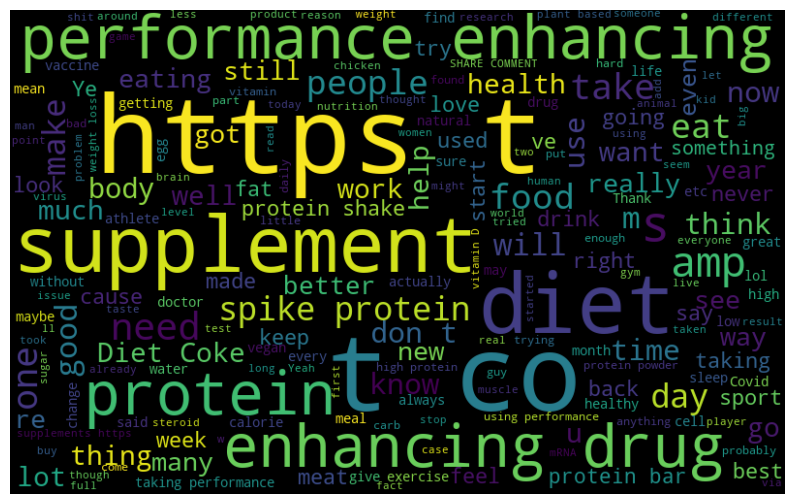 shit around less product reason weight find research plant based someone
performance enhancing
game SHARE COMMENT different
vaccine eating still people try chicken hard life let
mean Ye getting vitamin today found drug health take even now
make part nutrition thought love natural add animal kid
man bad https t got used ve going use want eat big
point problem weight loss egg read women sure two put using seem something
look body well fat work help start food really year never
virus brain daily might human etc Thank
much level protein shake drink m s think
athlete little world tried enough everyone great
supplement vitamin D will right amp
without made better actually may gym live lol
issue cause doctor started diet see high
maybe taste spike protein say low result
ll test don t real trying taken
one good need keep new month time way
took Diet Coke water vegan every guy taking
sugar already long Yeah high protein protein powder sleep Covid
re change protein t co know back sport
said steroid calorie first always muscle healthy anything cell player
supplements https w meal carb stop using performance day
thing week enhancing drug u go
buy come case mRNA probably
lot though many meat give exercise feel protein bar best
full taking performance fact via